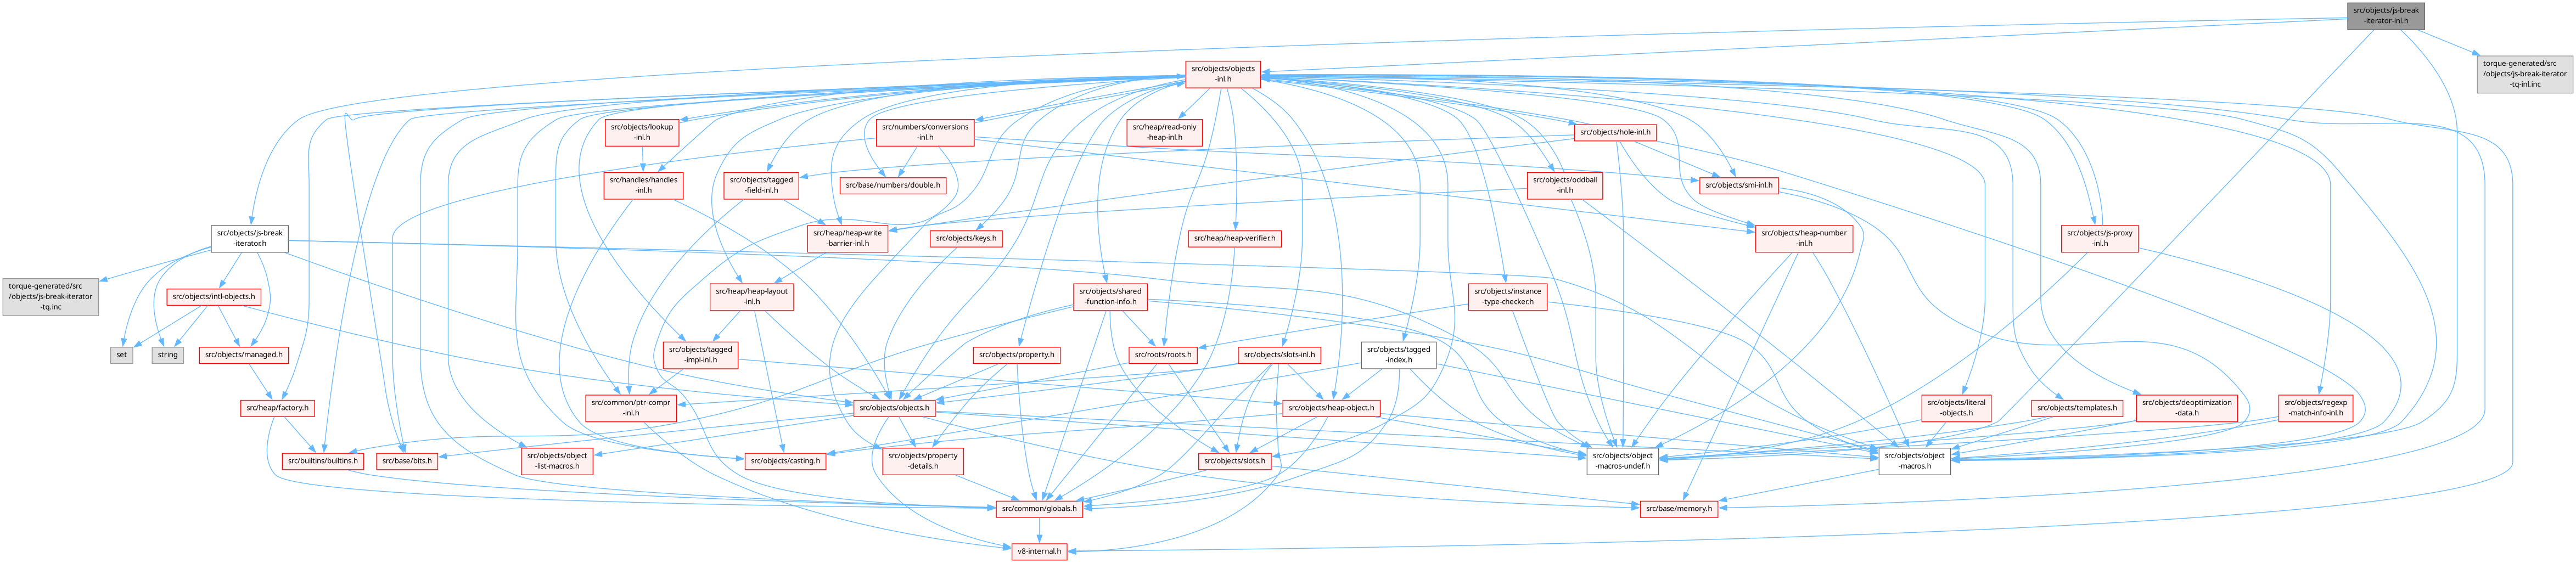 src/objects/js-break
-iterator-inl.h
torque-generated/src
/objects/js-break-iterator
-tq-inl.inc
src/objects/objects
-inl.h
src/objects/lookup
-inl.h
src/numbers/conversions
-inl.h
src/heap/read-only
-heap-inl.h
src/objects/hole-inl.h
src/handles/handles
-inl.h
src/objects/tagged
-field-inl.h
src/base/numbers/double.h
src/objects/oddball
-inl.h
src/objects/smi-inl.h
src/objects/js-break
-iterator.h
src/heap/heap-write
-barrier-inl.h
src/objects/keys.h
src/heap/heap-verifier.h
src/objects/heap-number
-inl.h
src/objects/js-proxy
-inl.h
torque-generated/src
/objects/js-break-iterator
-tq.inc
src/objects/intl-objects.h
src/heap/heap-layout
-inl.h
src/objects/shared
-function-info.h
src/objects/instance
-type-checker.h
set
string
src/objects/managed.h
src/objects/tagged
-impl-inl.h
src/objects/property.h
src/roots/roots.h
src/objects/slots-inl.h
src/objects/tagged
-index.h
src/heap/factory.h
src/common/ptr-compr
-inl.h
src/objects/objects.h
src/objects/heap-object.h
src/objects/literal
-objects.h
src/objects/templates.h
src/objects/deoptimization
-data.h
src/objects/regexp
-match-info-inl.h
src/builtins/builtins.h
src/base/bits.h
src/objects/object
-list-macros.h
src/objects/casting.h
src/objects/property
-details.h
src/objects/slots.h
src/objects/object
-macros-undef.h
src/objects/object
-macros.h
src/common/globals.h
src/base/memory.h
v8-internal.h